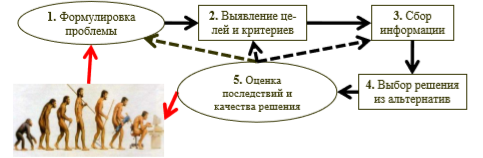 1. Формулировка
проблемы
2. Выявление це-
лей и критериев
3. Сбор
информации
4. Выбор решения
из альтернатив
5. Оценка
последствий и
качества решения